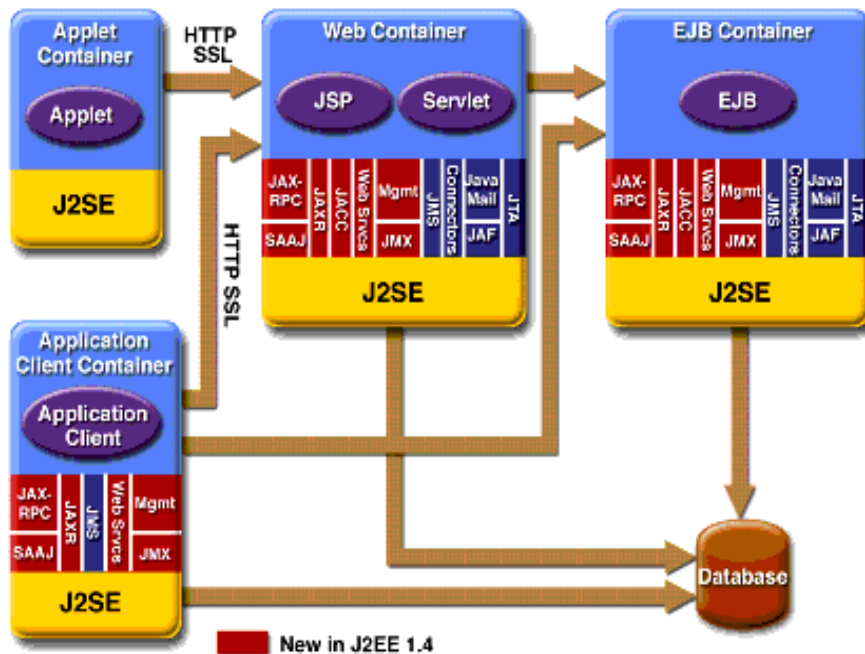 Applet
Container
Applet
J2SE
HTTP
SSL
Web Container
JSP
Servlet
JAX-
RPC
SAAJ
JAXR
JACC
Web Srvcs
Mgmt
JMX
JMS
Connectors
Java
Mail
JAF
JTA
J2SE
EJB Container
EJB
JAX-
RPC
SAAJ
JAXR
JACC
Web Srvcs
Mgmt
JMX
JMS
Connectors
Java
Mail
JAF
JTA
J2SE
HTTP SSL
Application
Client Container
Application
Client
JAX-
RPC
SAAJ
JAXR
JMS
Web Srvcs
Mgmt
JMX
J2SE
Database
New in J2EE 1.4